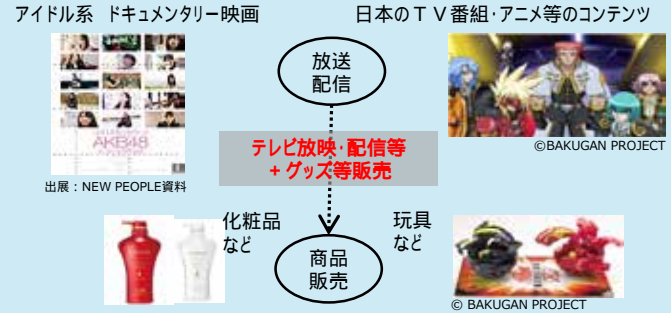 アイドル系 ドキュメンタリー映画
日本のTV番組・アニメ等のコンテンツ
放送
配信
AKB48
©BAKUGAN PROJECT
テレビ放映・配信等
+グッズ等販売
出展：NEW PEOPLE資料
化粧品
など
玩具
など
商品
販売
© BAKUGAN PROJECT